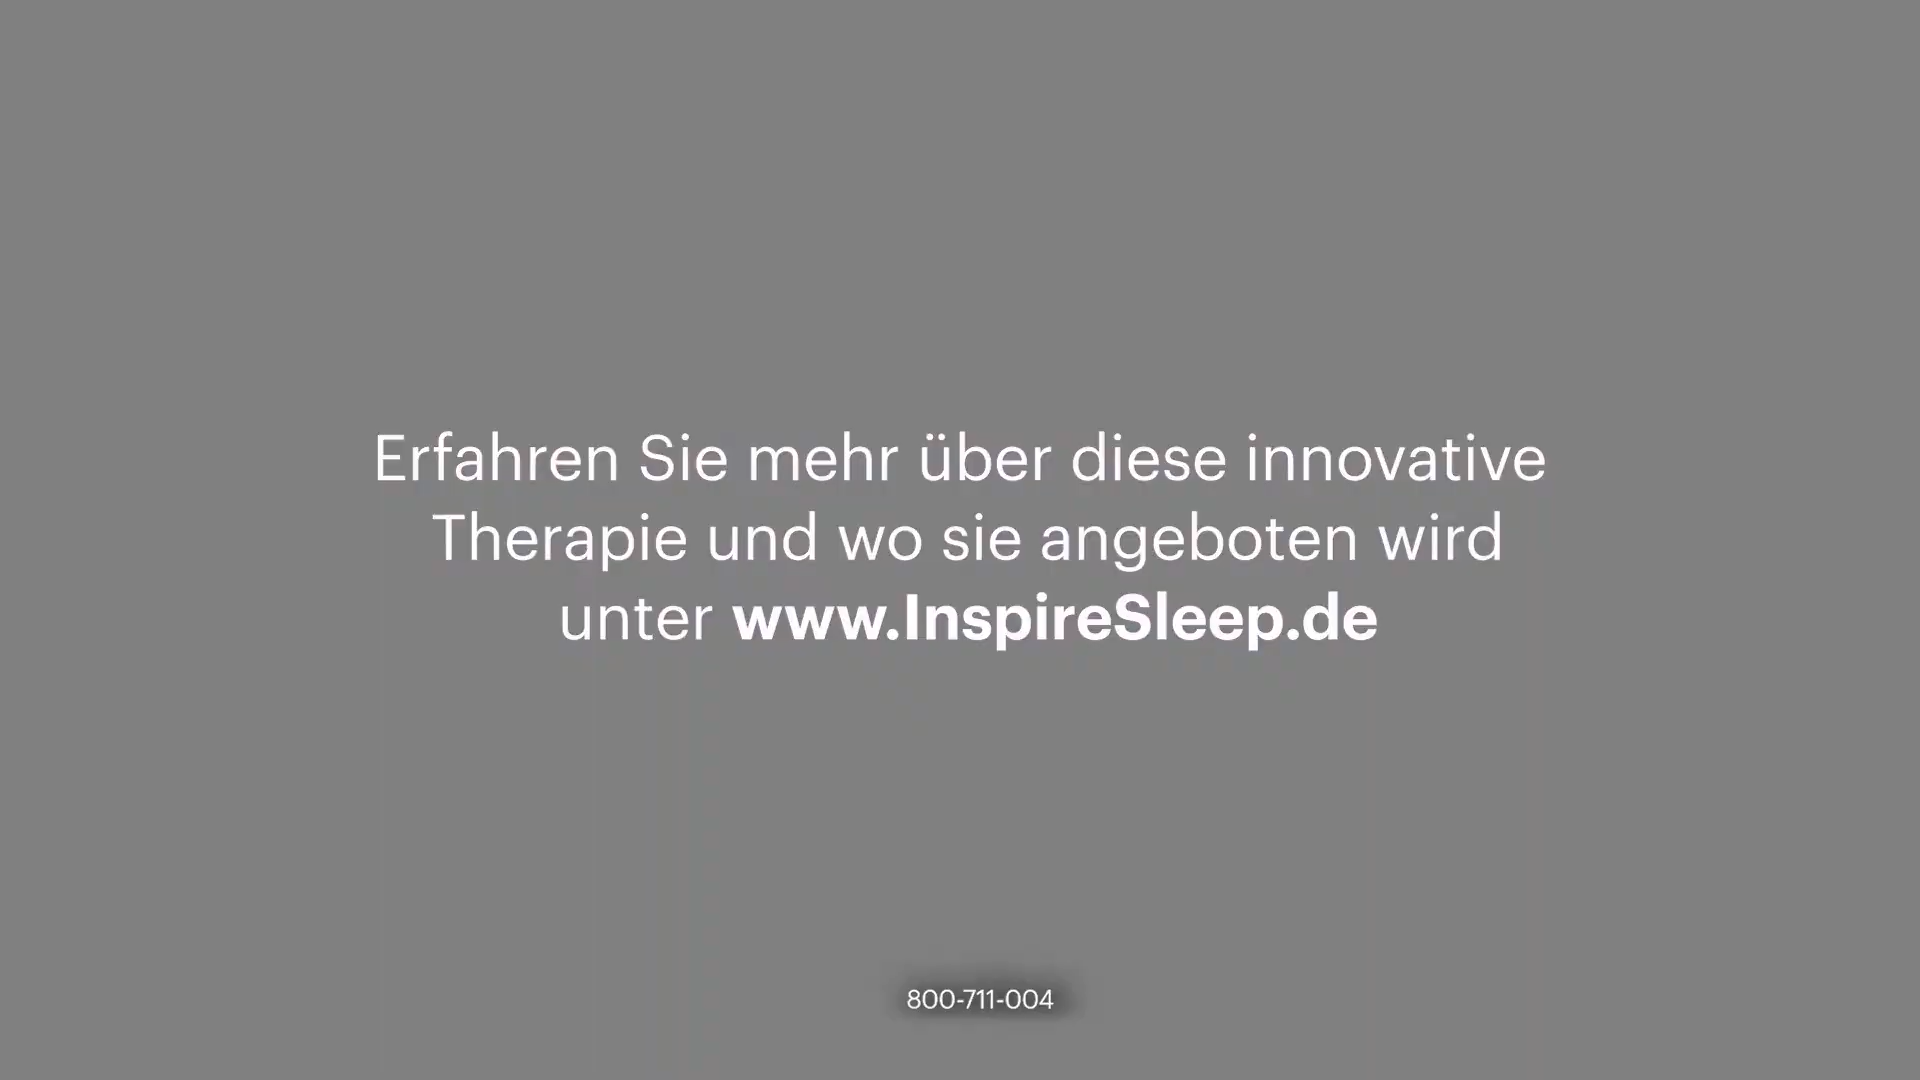 Erfahren Sie mehr über diese innovative
Therapie und wo sie angeboten wird
unter www.InspireSleep.de
800-711-004